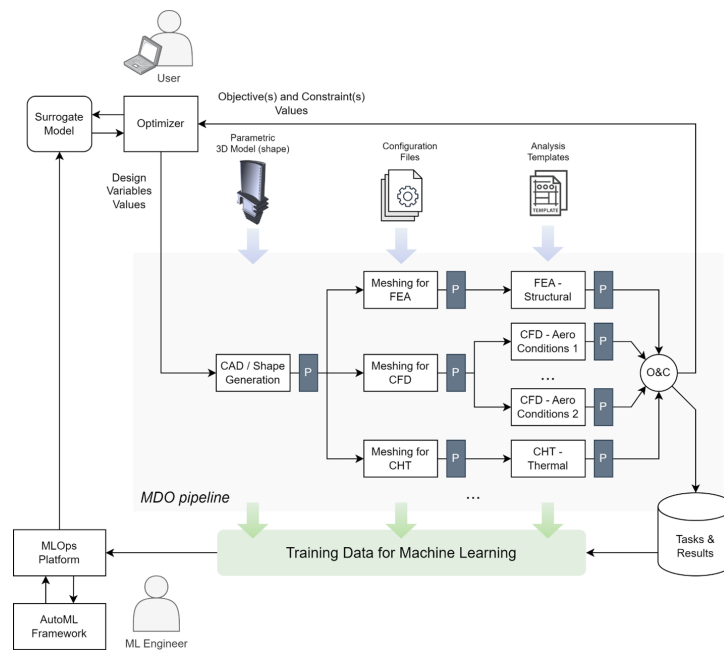 User
Objective(s) and Constraint(s)
Values
Surrogate
Model
Optimizer
Parametric
3D Model (shape)
Configuration
Files
Analysis
Templates
TEMPLATE
Design
Variables
Values
Meshing for
FEA
P
FEA -
Structural
P
CFD - Aero
Conditions 1
P
CAD / Shape
Generation
P
Meshing for
CFD
P
...
O&C
CFD - Aero
Conditions 2
P
Meshing for
CHT
P
CHT -
Thermal
P
MDO pipeline
...
Training Data for Machine Learning
Tasks &
Results
MLOps
Platform
AutoML
Framework
ML Engineer